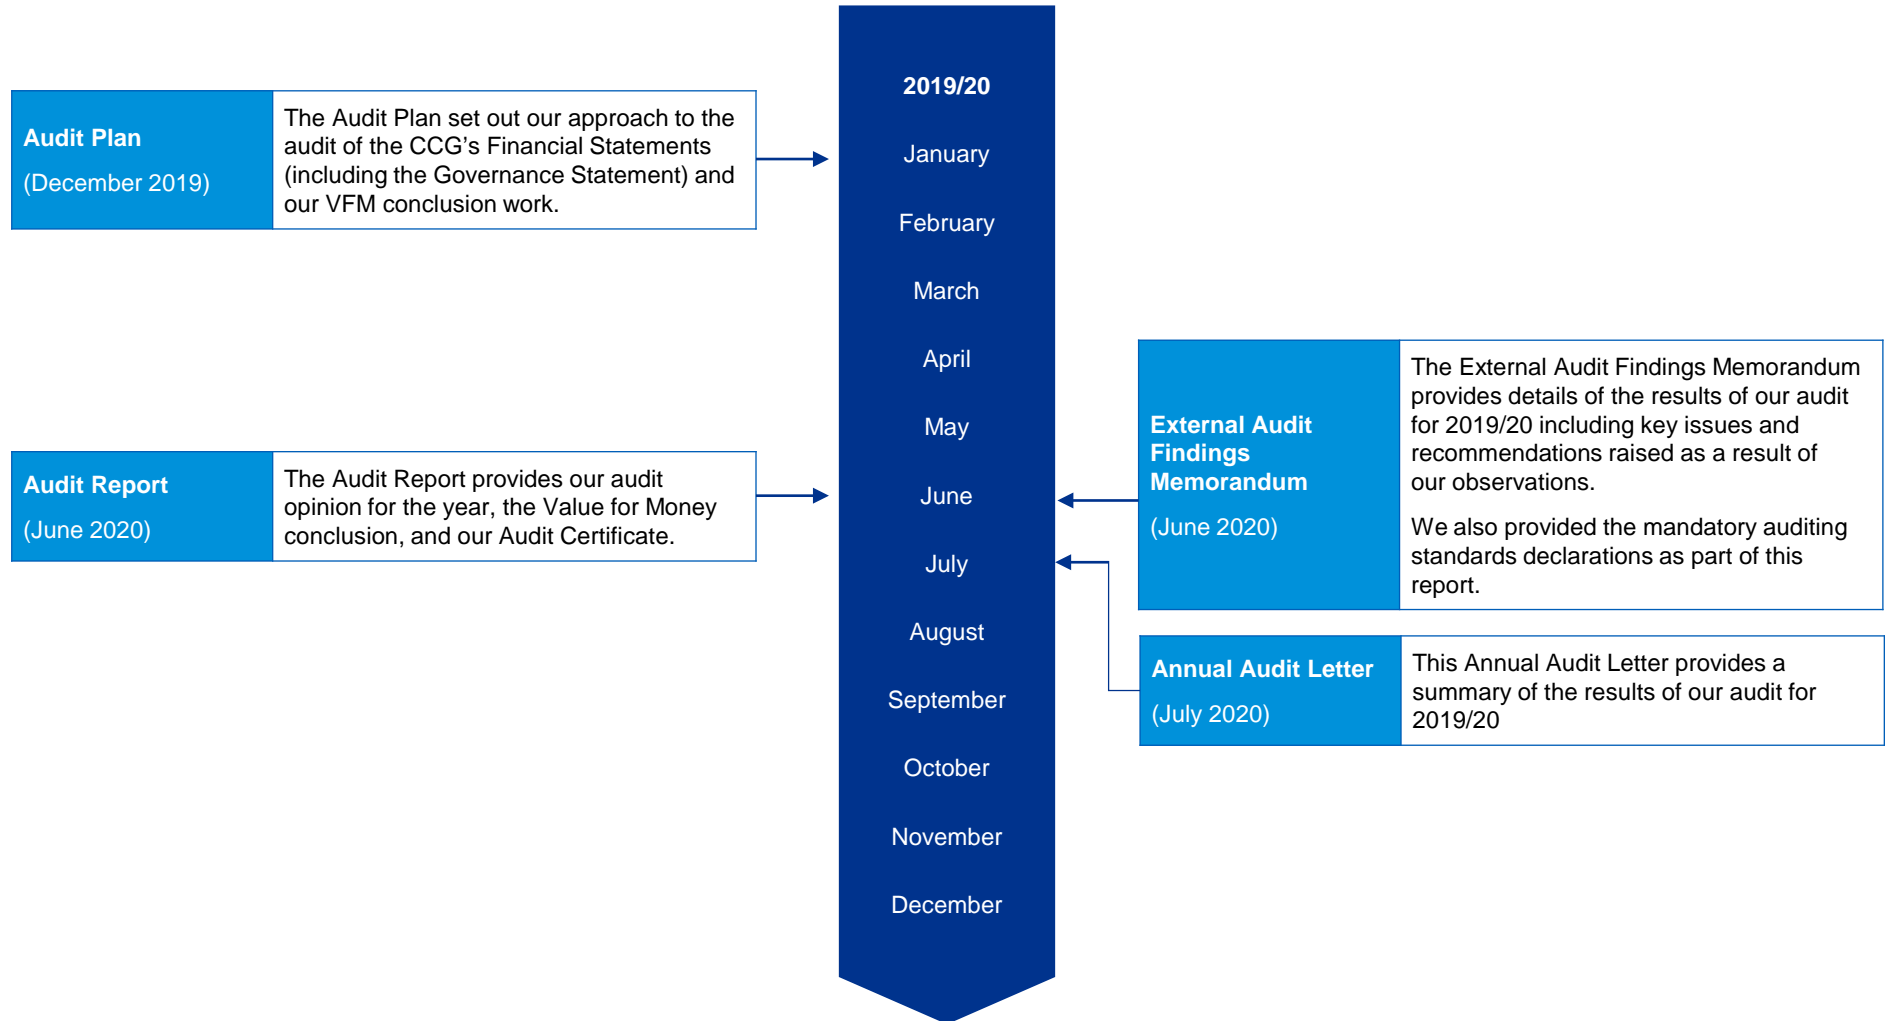 Audit Plan
(December 2019)
The Audit Plan set out our approach to the
audit of the CCG's Financial Statements
(including the Governance Statement) and
our VFM conclusion work.
Audit Report
(June 2020)
The Audit Report provides our audit
opinion for the year, the Value for Money
conclusion, and our Audit Certificate.
2019/20
January
February
March
April
May
June
July
August
September
October
November
December
External Audit
Findings
Memorandum
(June 2020)
The External Audit Findings Memorandum
provides details of the results of our audit
for 2019/20 including key issues and
recommendations raised as a result of
our observations.
We also provided the mandatory auditing
standards declarations as part of this
report.
Annual Audit Letter
(July 2020)
This Annual Audit Letter provides a
summary of the results of our audit for
2019/20